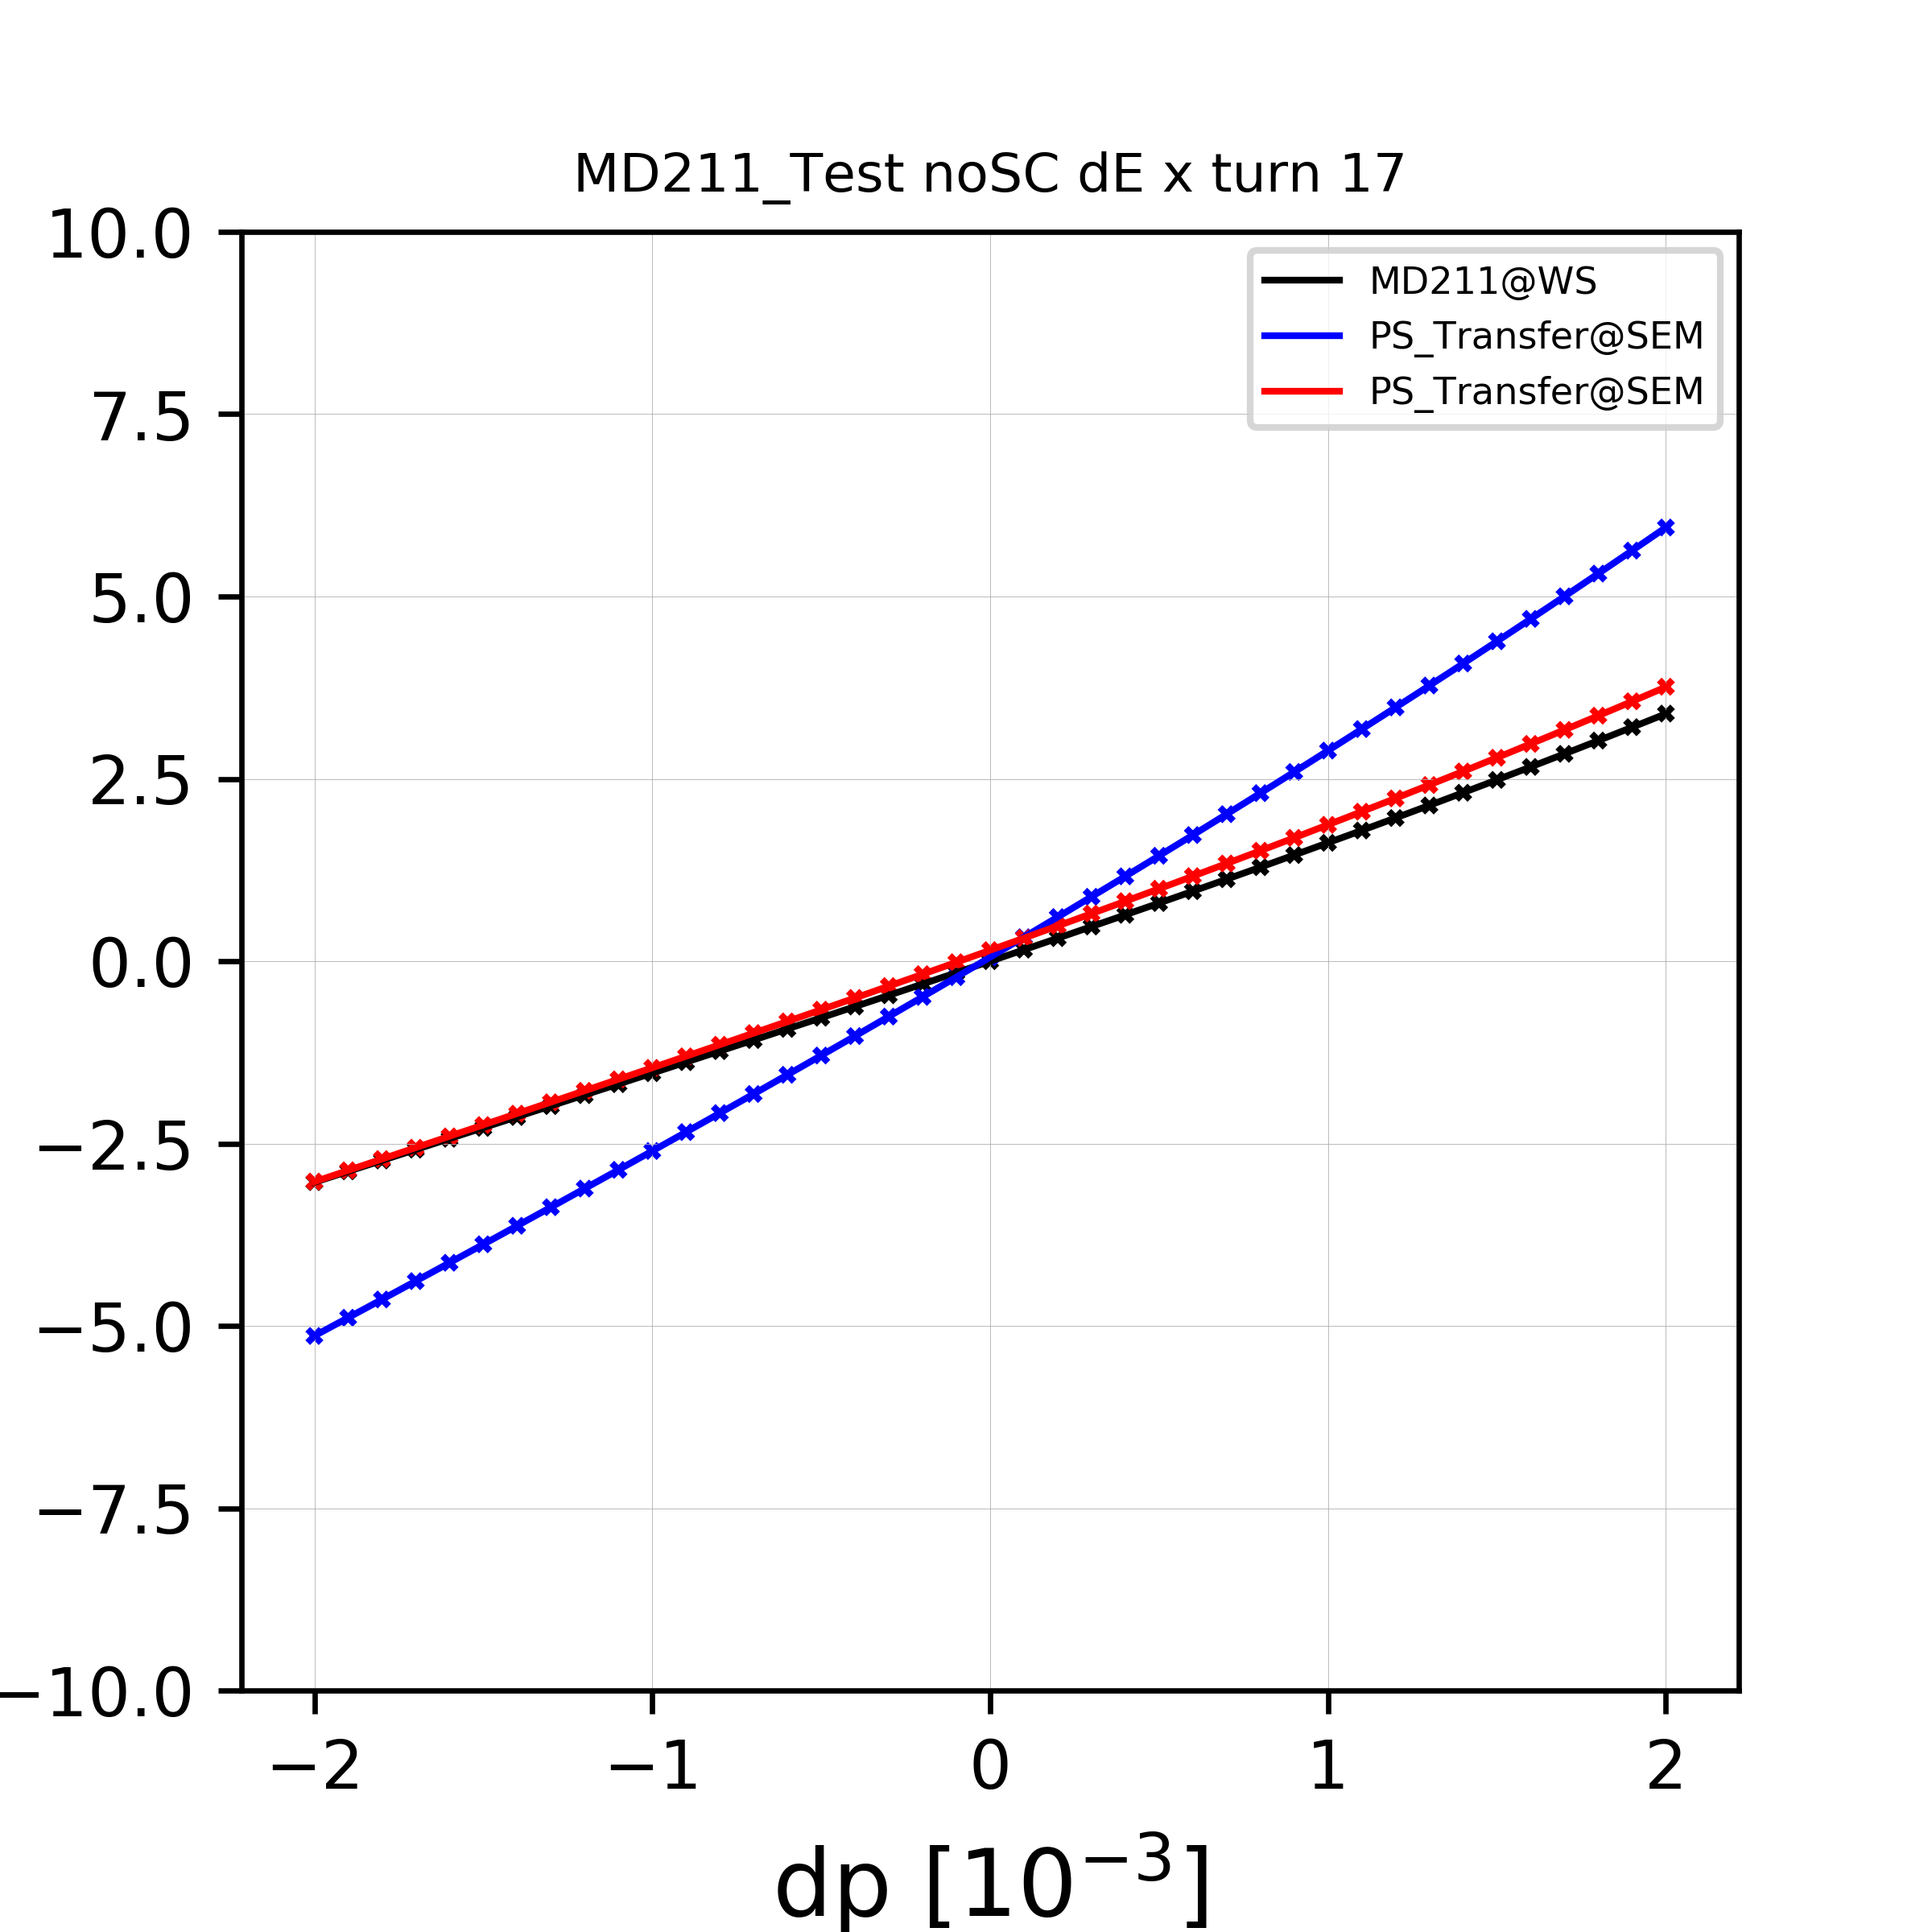 MD211_Test noSC dE x turn 17
MD211@WS
PS_Transfer@SEM
PS_Transfer@SEM
10.0
7.5
5.0
2.5
0.0
−2.5
−5.0
−7.5
−10.0
−2 −1 0 1 2
dp [10⁻³]